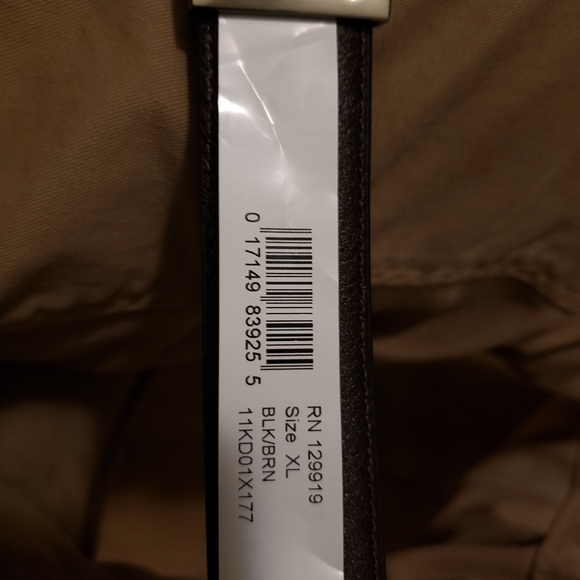 0 17149 83925 5
RN 129919
Size XL
BLK/BRN
11KD01X177